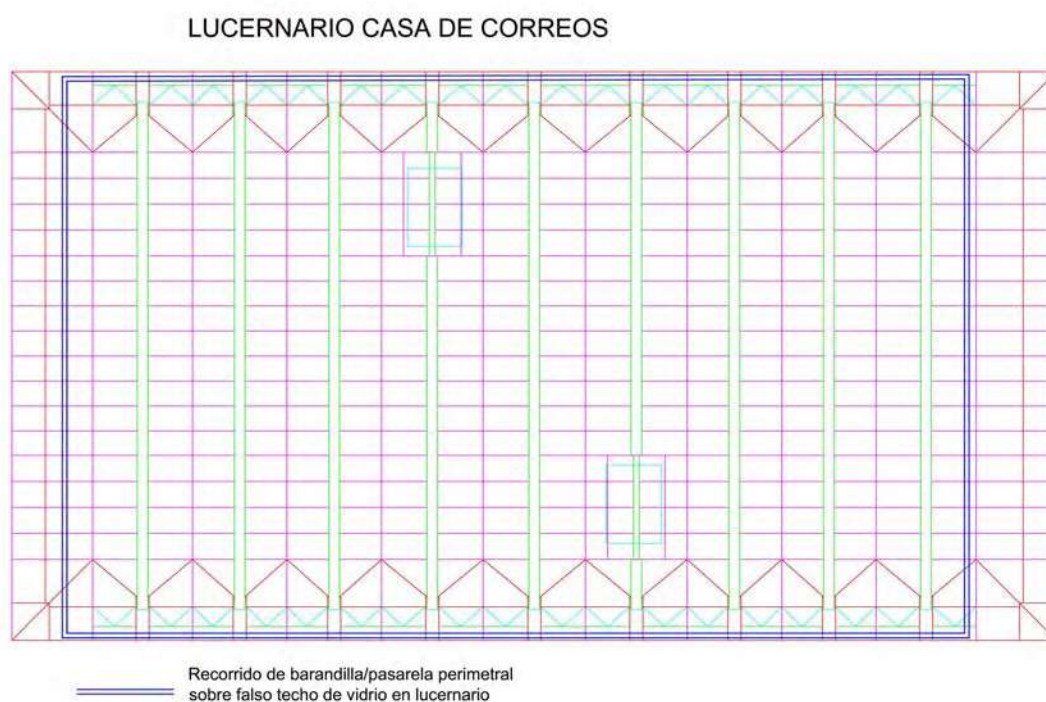 LUCERNARIO CASA DE CORREOS
Recorrido de barandilla/pasarela perimetral
sobre falso techo de vidrio en lucernario